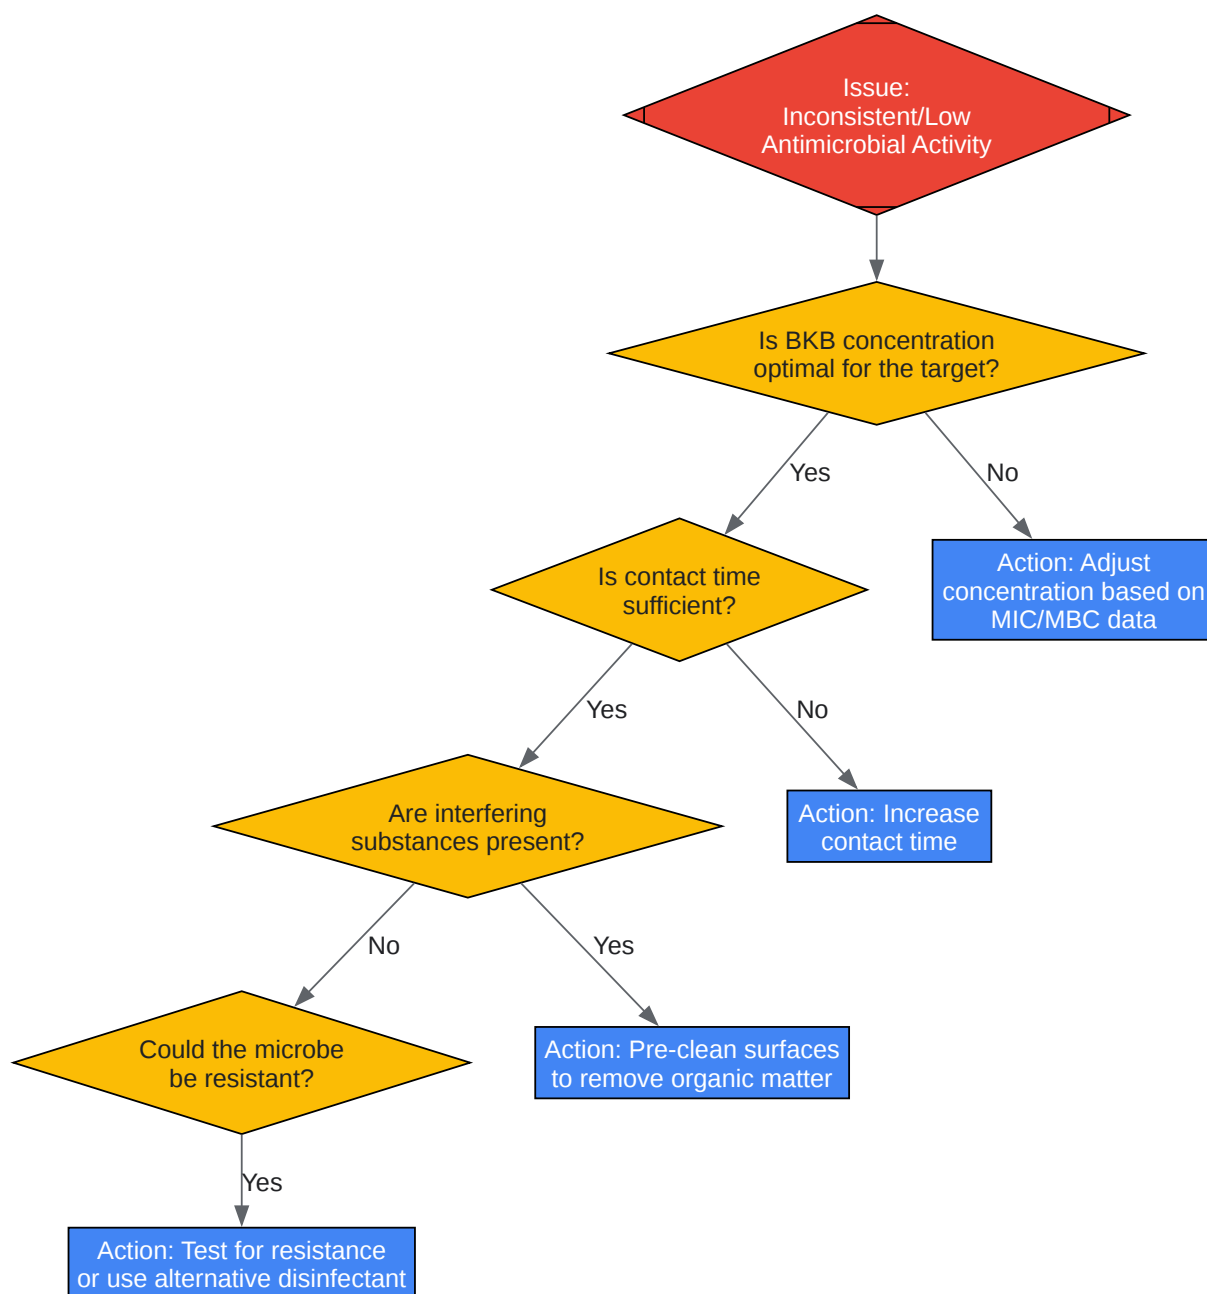 Issue:
Inconsistent/Low
Antimicrobial Activity
Is BKB concentration
optimal for the target?
Yes
No
Is contact time
sufficient?
Action: Adjust
concentration based on
MIC/MBC data
Yes
No
Are interfering
substances present?
Action: Increase
contact time
No
Yes
Could the microbe
be resistant?
Action: Pre-clean surfaces
to remove organic matter
Yes
Action: Test for resistance
or use alternative disinfectant